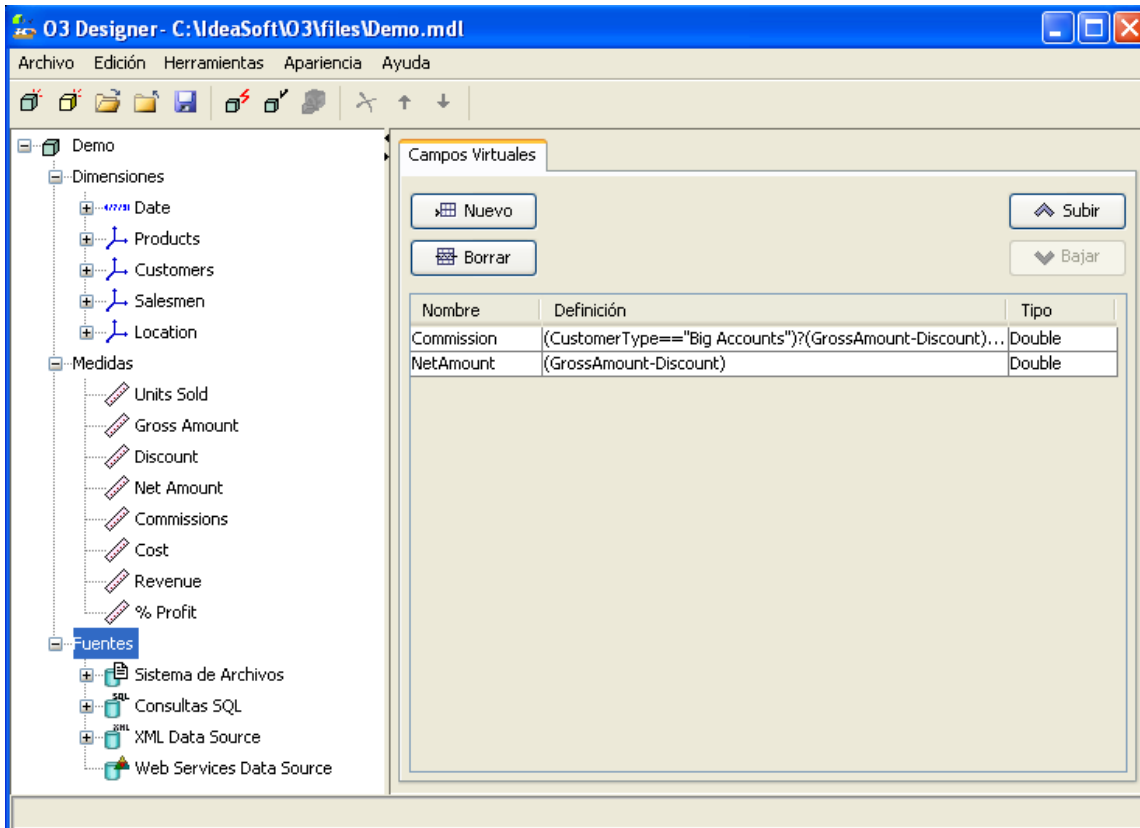 O3 Designer - C:\IdeaSoft\O3\files\Demo.mdl
Archivo Edición Herramientas Apariencia Ayuda
Demo
Dimensiones
Date
Products
Customers
Salesmen
Location
Medidas
Units Sold
Gross Amount
Discount
Net Amount
Commissions
Cost
Revenue
% Profit
Fuentes
Sistema de Archivos
SQL Consultas SQL
XML XML Data Source
Web Services Data Source
Campos Virtuales
Nuevo Subir
Borrar Bajar
Nombre Definición Tipo
Commission (CustomerType=="Big Accounts")?(GrossAmount-Discount)... Double
NetAmount (GrossAmount-Discount) Double